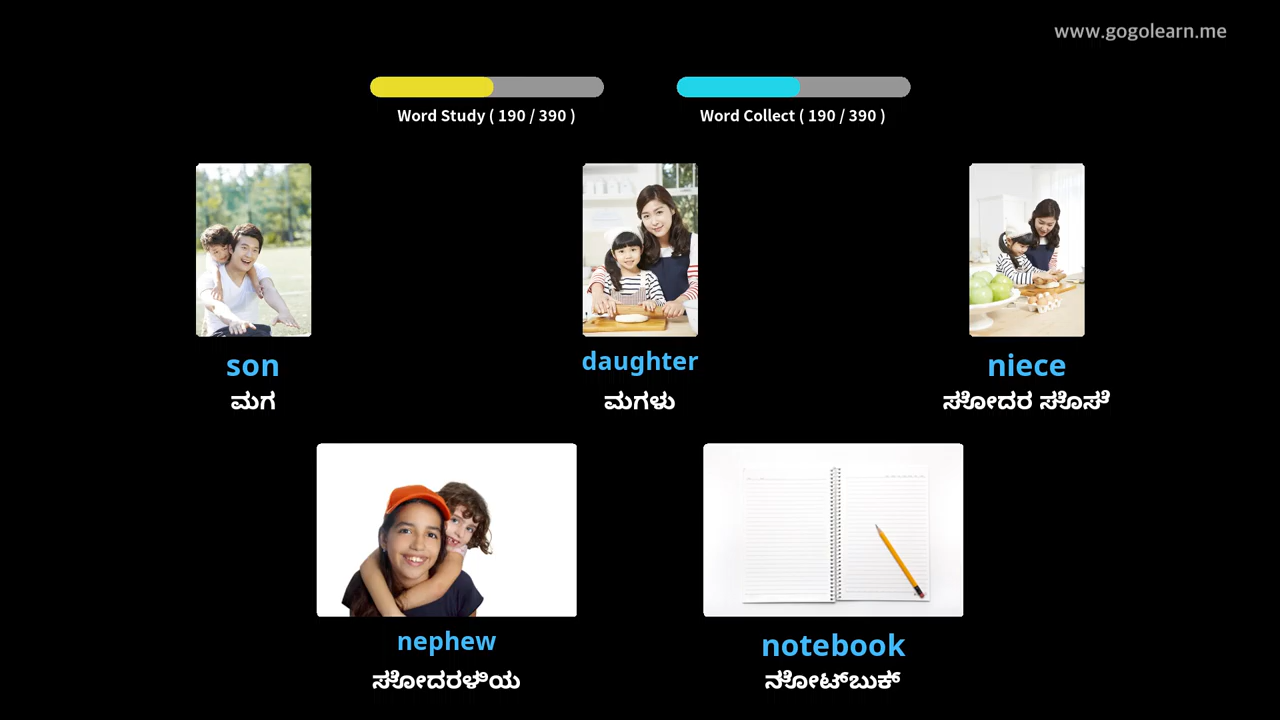 www.gogolearn.me
Word Study ( 190 / 390 )
Word Collect ( 190 / 390 )
son
ಮಗ
daughter
ಮಗಳು
niece
ಸೋದರ ಸೊಸೆ
nephew
ಸೋದರಳಿಯ
notebook
ನೋಟ್‌ಬುಕ್